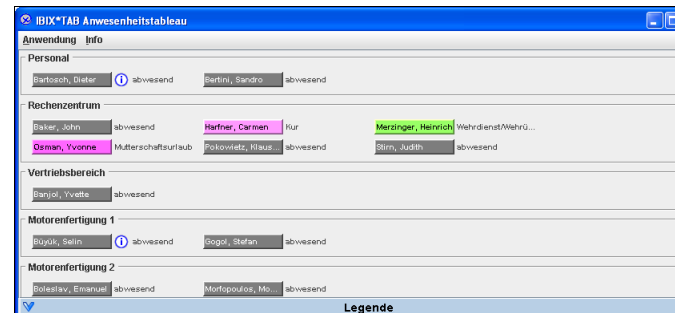 IBIX*TAB Anwesenheitstableau
Anwendung Info
Personal
Bartosch, Dieter abwesend Bertini, Sandro abwesend
Rechenzentrum
Baker, John abwesend Harfner, Carmen Kur Merzinger, Heinrich Wehrdienst/Wehrü...
Osman, Yvonne Mutterschaftsurlaub Pokowietz, Klaus... abwesend Stirn, Judith abwesend
Vertriebsbereich
Banjol, Yvette abwesend
Motorenfertigung 1
Büyük, Selin abwesend Gogol, Stefan abwesend
Motorenfertigung 2
Boleslav, Emanuel abwesend Morfopoulos, Mo... abwesend
Legende